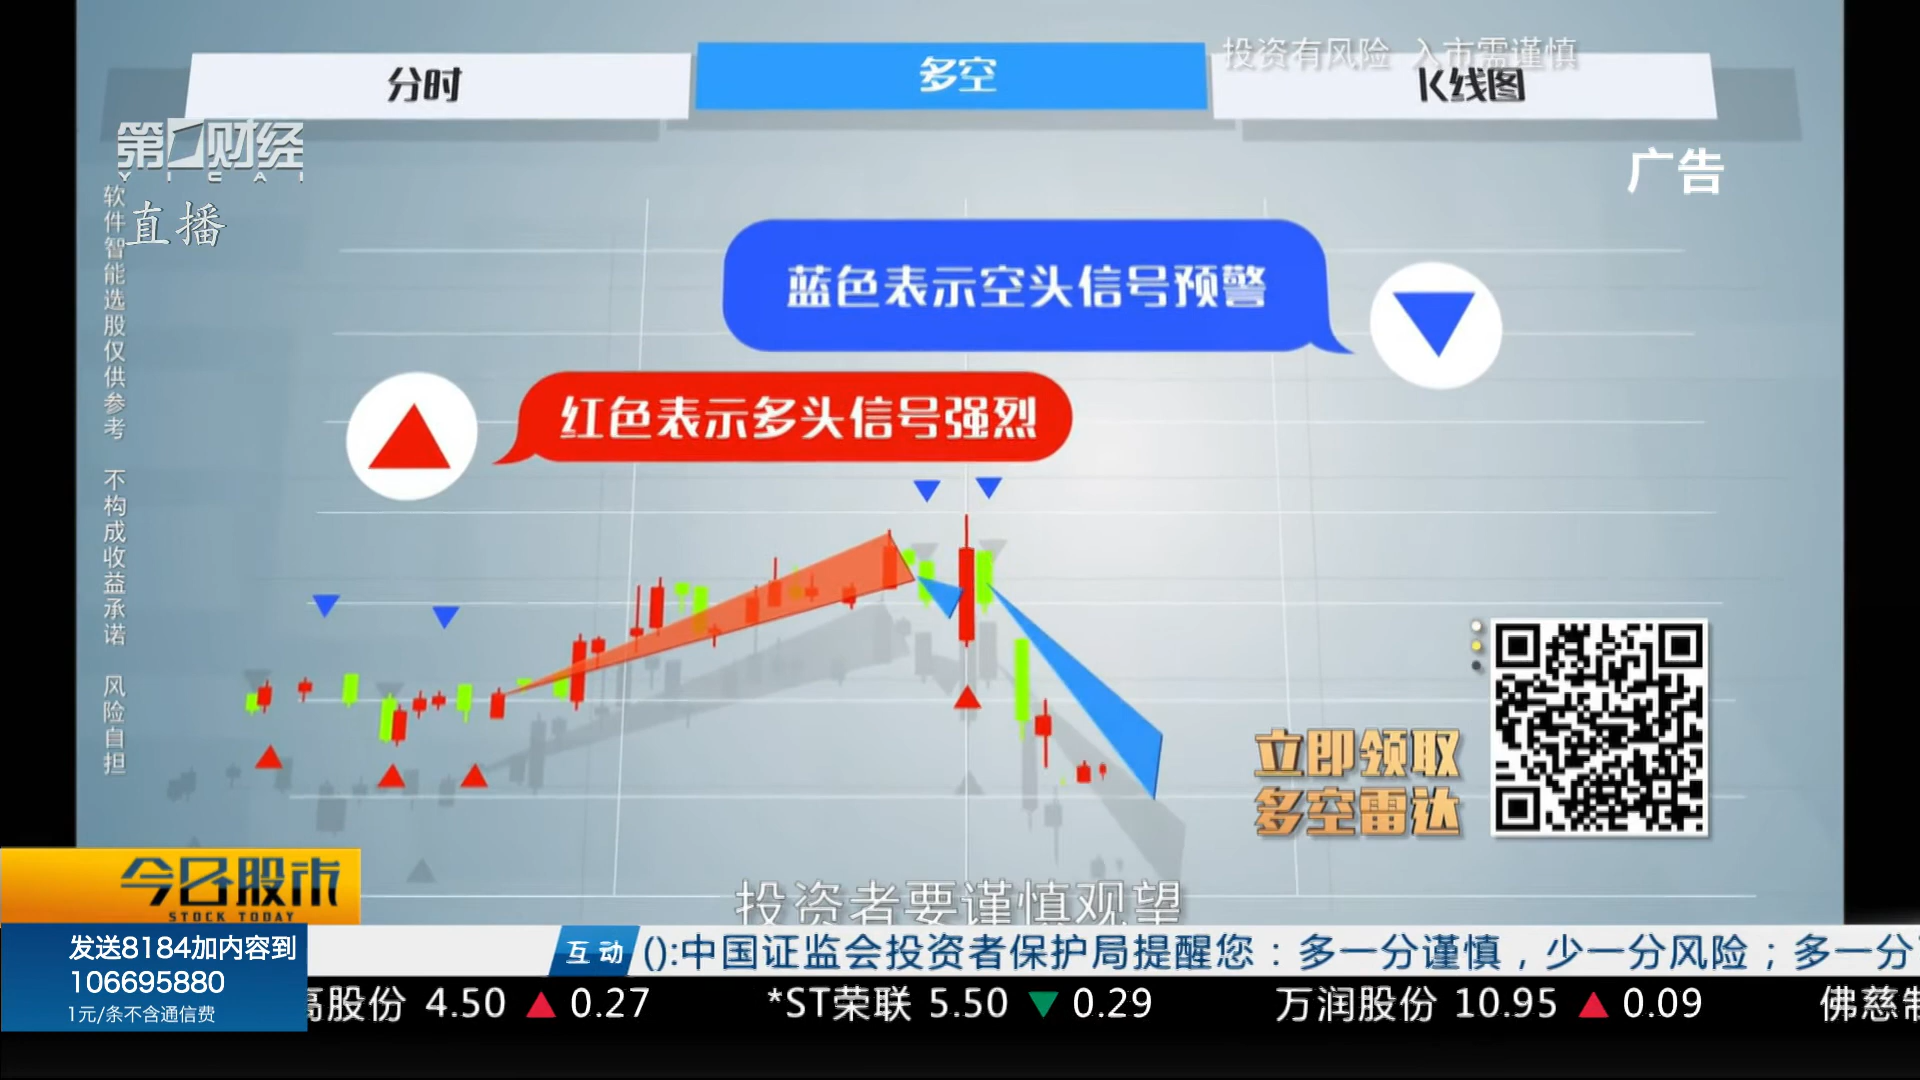 投资有风险 入市需谨慎
分时
多空
K线图
第一财经
YICAI
直播
广告
软件智能选股仅供参考 不构成收益承诺 风险自担
蓝色表示空头信号预警
红色表示多头信号强烈
立即领取
多空雷达
投资者要谨慎观望
今日股市
STOCK TODAY
发送8184加内容到
106695880
1元/条不含通信费
互动
():中国证监会投资者保护局提醒您：多一分谨慎，少一分风险；多一分
高股份 4.50 ▲ 0.27 *ST荣联 5.50 ▼ 0.29 万润股份 10.95 ▲ 0.09 佛慈制